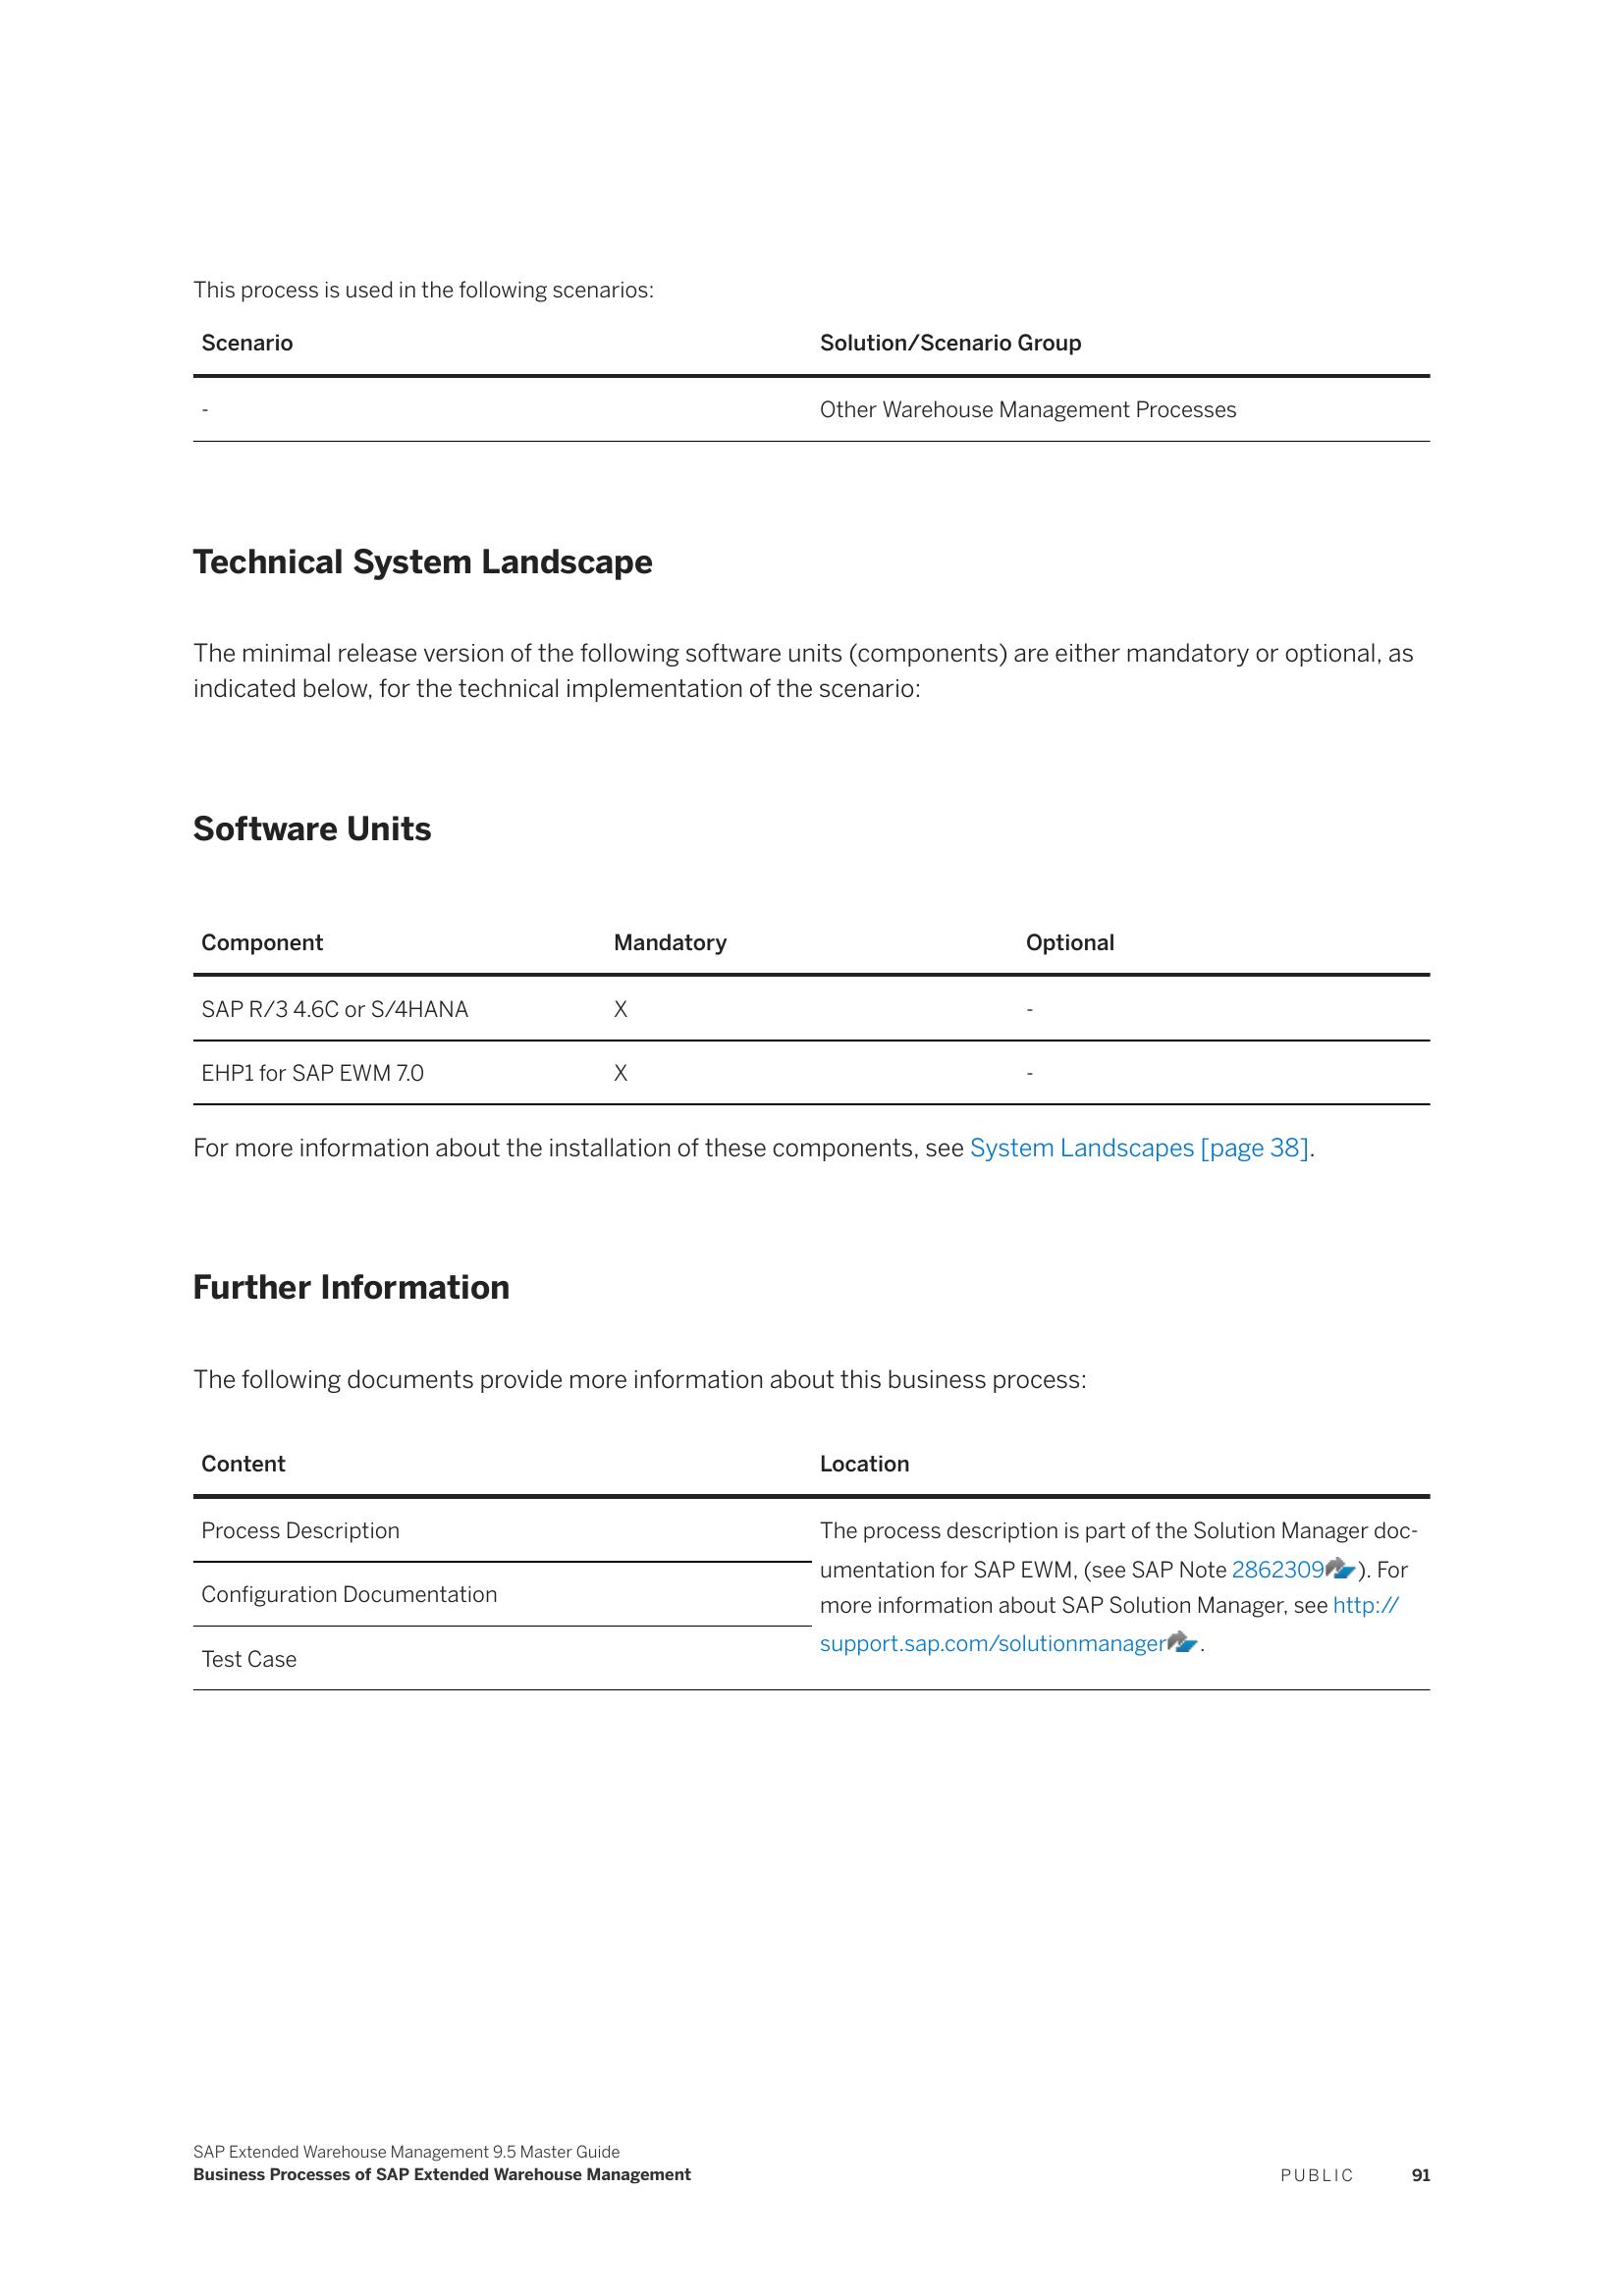 This process is used in the following scenarios:
Scenario Solution/Scenario Group
- Other Warehouse Management Processes
Technical System Landscape
The minimal release version of the following software units (components) are either mandatory or optional, as
indicated below, for the technical implementation of the scenario:
Software Units
Component Mandatory Optional
SAP R/3 4.6C or S/4HANA X -
EHP1 for SAP EWM 7.0 X -
For more information about the installation of these components, see System Landscapes [page 38].
Further Information
The following documents provide more information about this business process:
Content Location
Process Description
Configuration Documentation
Test Case
The process description is part of the Solution Manager doc-
umentation for SAP EWM, (see SAP Note 2862309). For
more information about SAP Solution Manager, see http://
support.sap.com/solutionmanager.
SAP Extended Warehouse Management 9.5 Master Guide
Business Processes of SAP Extended Warehouse Management PUBLIC 91